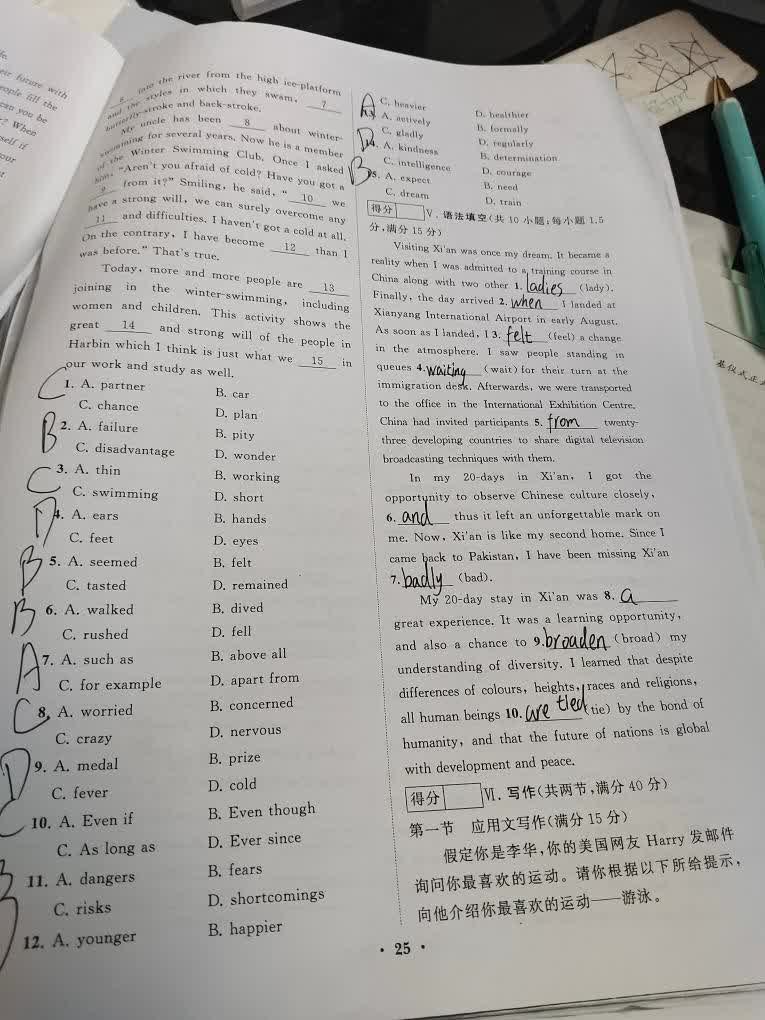 fe.
eir future with
eople fill the
can you be
r? When
self if
our
6 into the river from the high ice-platform
and the styles in which they swam, 7
butterfly-stroke and back-stroke.
My uncle has been 8 about winter-
swimming for several years. Now he is a member
of the Winter Swimming Club. Once I asked
him, "Aren't you afraid of cold? Have you got a
9 from it?" Smiling, he said, " 10 we
have a strong will, we can surely overcome any
11 and difficulties. I haven't got a cold at all.
On the contrary, I have become 12 than I
was before." That's true.
Today, more and more people are 13
joining in the winter-swimming, including
women and children. This activity shows the
great 14 and strong will of the people in
Harbin which I think is just what we 15 in
our work and study as well.
C 1. A. partner B. car
C. chance D. plan
B 2. A. failure B. pity
C. disadvantage D. wonder
C 3. A. thin B. working
C. swimming D. short
A 4. A. ears B. hands
C. feet D. eyes
B 5. A. seemed B. felt
C. tasted D. remained
B 6. A. walked B. dived
C. rushed D. fell
A 7. A. such as B. above all
C. for example D. apart from
C 8. A. worried B. concerned
C. crazy D. nervous
D 9. A. medal B. prize
C. fever D. cold
C 10. A. Even if B. Even though
C. As long as D. Ever since
11. A. dangers B. fears
C. risks D. shortcomings
12. A. younger B. happier
C. heavier D. healthier
A 13. A. actively B. formally
C. gladly D. regularly
D 14. A. kindness B. determination
C. intelligence D. courage
B 15. A. expect B. need
C. dream D. train
得分 V. 语法填空(共 10 小题;每小题 1.5
分,满分 15 分)
Visiting Xi'an was once my dream. It became a
reality when I was admitted to a training course in
China along with two other 1. ladies (lady).
Finally, the day arrived 2. when I landed at
Xianyang International Airport in early August.
As soon as I landed, I 3. felt (feel) a change
in the atmosphere. I saw people standing in
queues 4. waiting (wait) for their turn at the
immigration desk. Afterwards, we were transported
to the office in the International Exhibition Centre.
China had invited participants 5. from twenty-
three developing countries to share digital television
broadcasting techniques with them.
In my 20-days in Xi'an, I got the
opportunity to observe Chinese culture closely,
6. and thus it left an unforgettable mark on
me. Now, Xi'an is like my second home. Since I
came back to Pakistan, I have been missing Xi'an
7. badly (bad).
My 20-day stay in Xi'an was 8. a
great experience. It was a learning opportunity,
and also a chance to 9. broaden (broad) my
understanding of diversity. I learned that despite
differences of colours, heights, races and religions,
all human beings 10. are tied (tie) by the bond of
humanity, and that the future of nations is global
with development and peace.
得分 Ⅵ. 写作(共两节,满分 40 分)
第一节 应用文写作(满分 15 分)
假定你是李华,你的美国网友 Harry 发邮件
询问你最喜欢的运动。请你根据以下所给提示,
向他介绍你最喜欢的运动——游泳。
· 25 ·